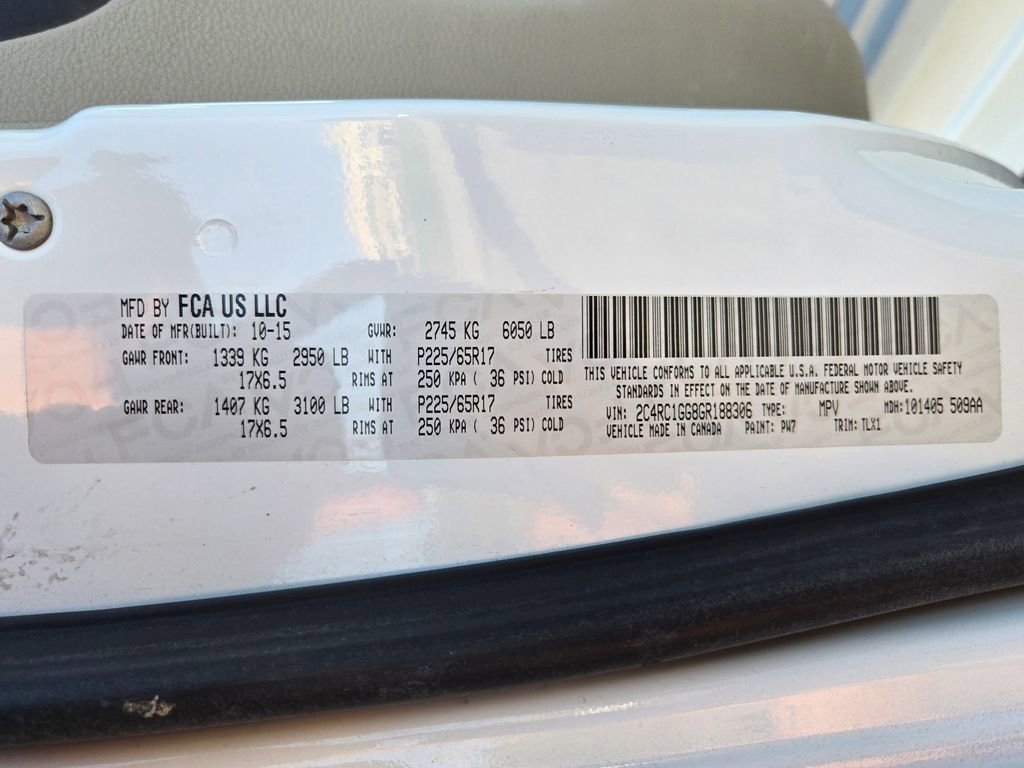 MFD BY FCA US LLC
DATE OF MFR(BUILT): 10-15 GVWR: 2745 KG 6050 LB
GAWR FRONT: 1339 KG 2950 LB WITH P225/65R17 TIRES
17X6.5 RIMS AT 250 KPA ( 36 PSI) COLD
GAWR REAR: 1407 KG 3100 LB WITH P225/65R17 TIRES
17X6.5 RIMS AT 250 KPA ( 36 PSI) COLD
THIS VEHICLE CONFORMS TO ALL APPLICABLE U.S.A. FEDERAL MOTOR VEHICLE SAFETY
STANDARDS IN EFFECT ON THE DATE OF MANUFACTURE SHOWN ABOVE.
VIN: 2C4RC1GG8GR188306 TYPE: MPV MDH: 101405 509AA
VEHICLE MADE IN CANADA PAINT: PW7 TRIM: TLX1